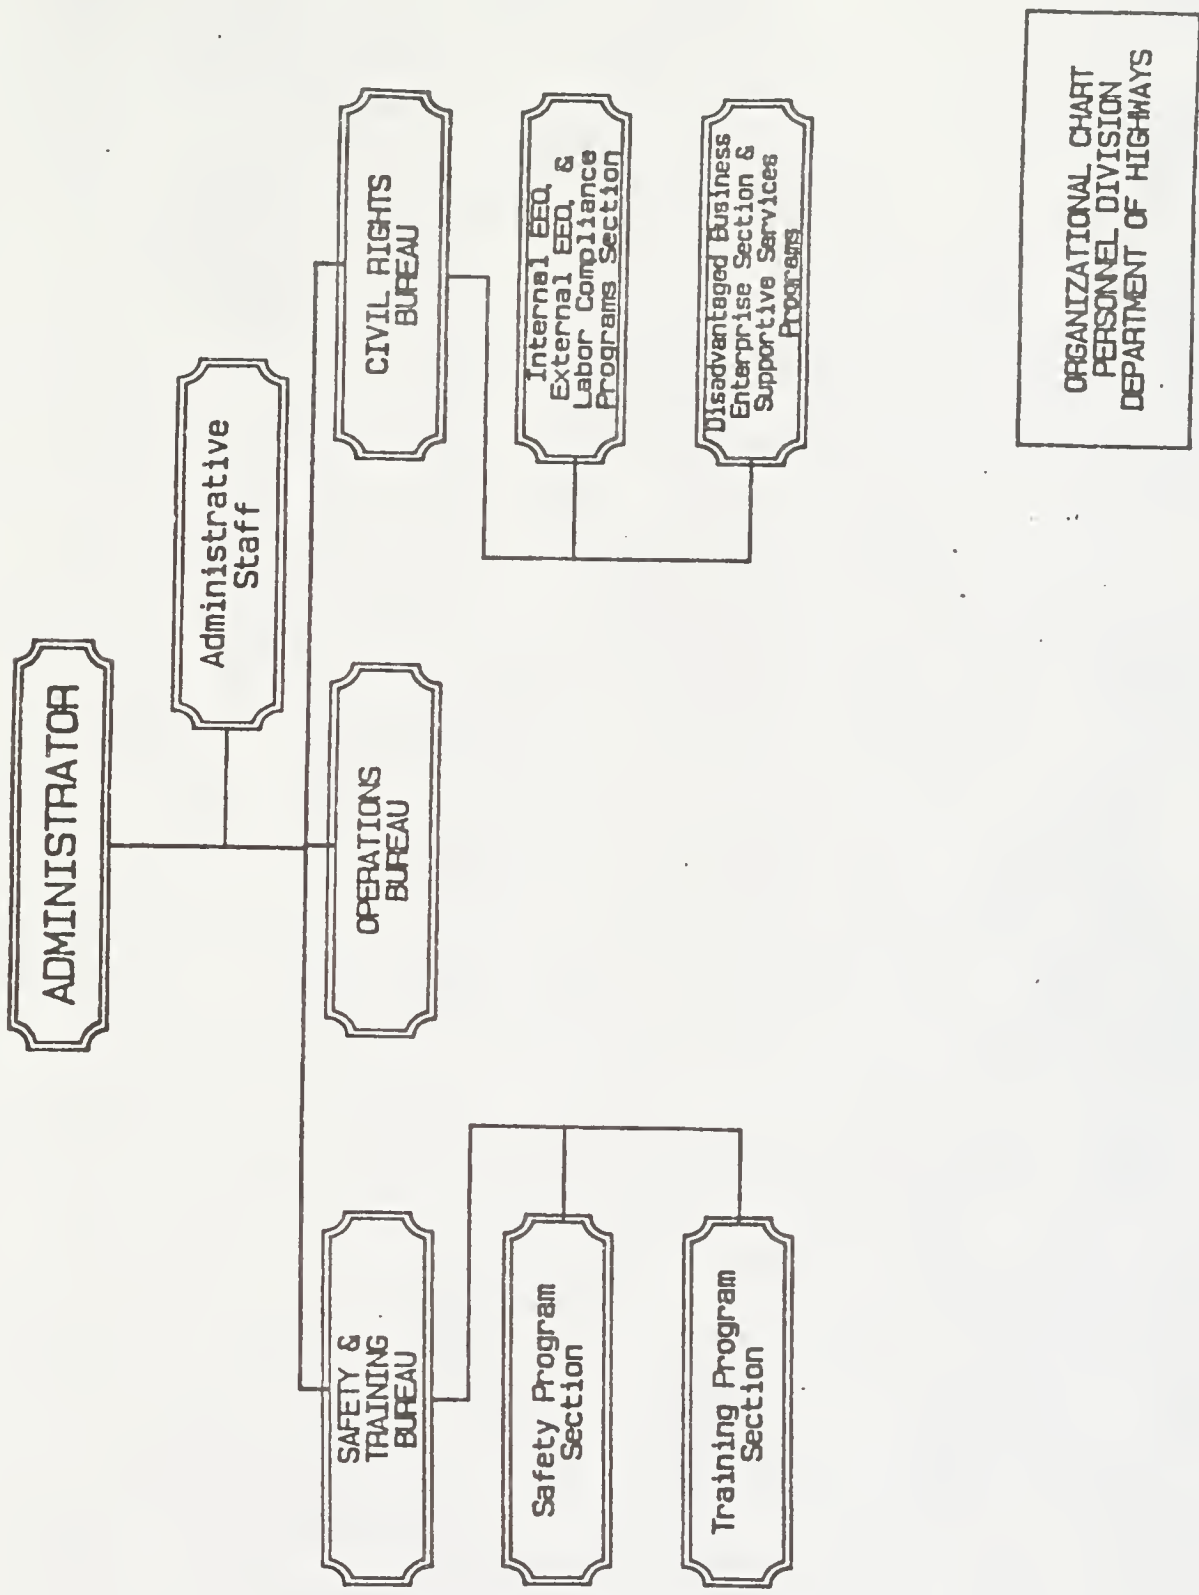 ADMINISTRATOR
Administrative
Staff
SAFETY &
TRAINING
BUREAU
OPERATIONS
BUREAU
CIVIL RIGHTS
BUREAU
Safety Program
Section
Internal EEO,
External EEO, &
Labor Compliance
Programs Section
Training Program
Section
Disadvantaged Business
Enterprise Section &
Supportive Services
Programs
ORGANIZATIONAL CHART
PERSONNEL DIVISION
DEPARTMENT OF HIGHWAYS